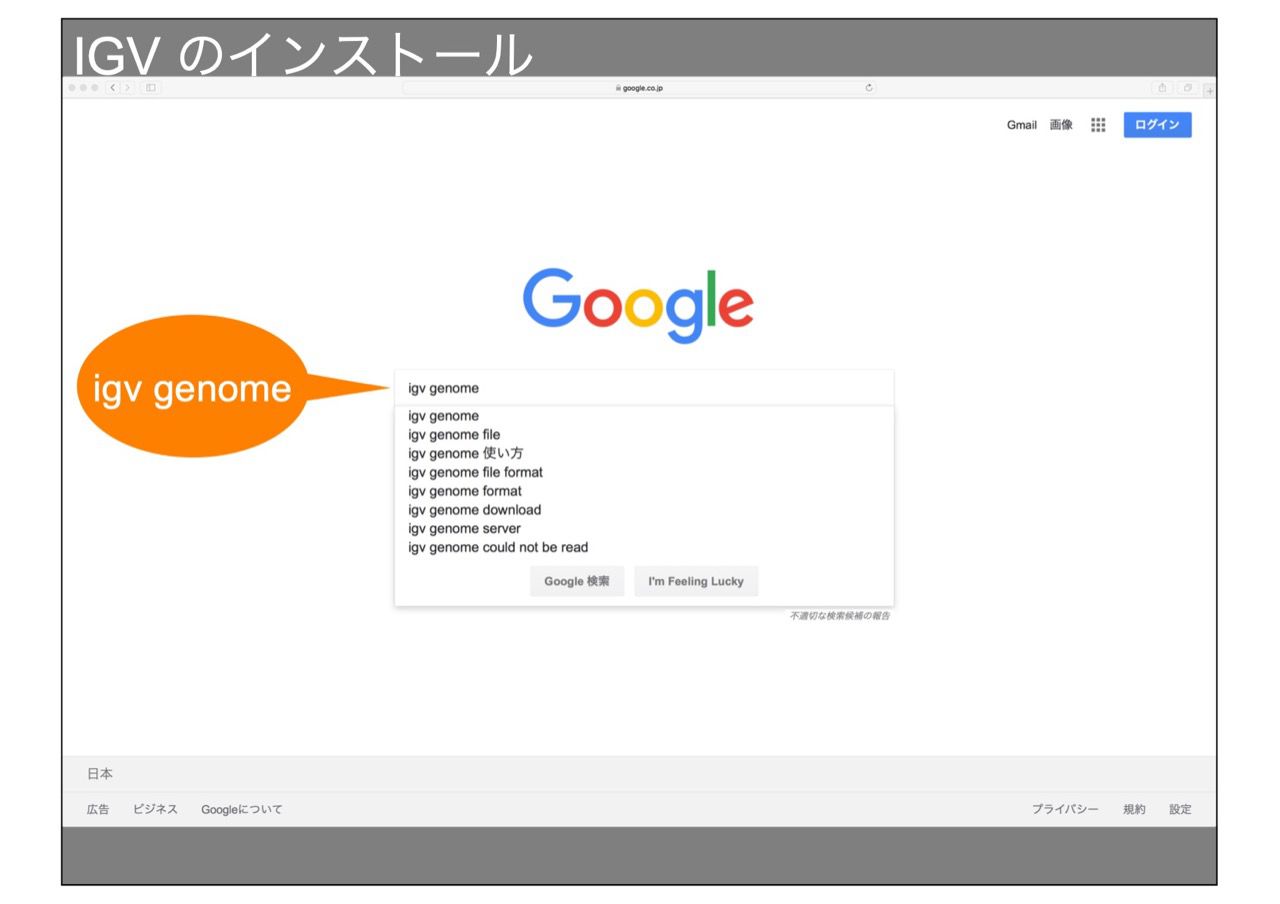 IGV のインストール
google.co.jp
Gmail 画像 ログイン
Google
igv genome
igv genome
igv genome
igv genome file
igv genome 使い方
igv genome file format
igv genome format
igv genome download
igv genome server
igv genome could not be read
Google 検索 I'm Feeling Lucky
不適切な検索候補の報告
日本
広告 ビジネス Googleについて プライバシー 規約 設定